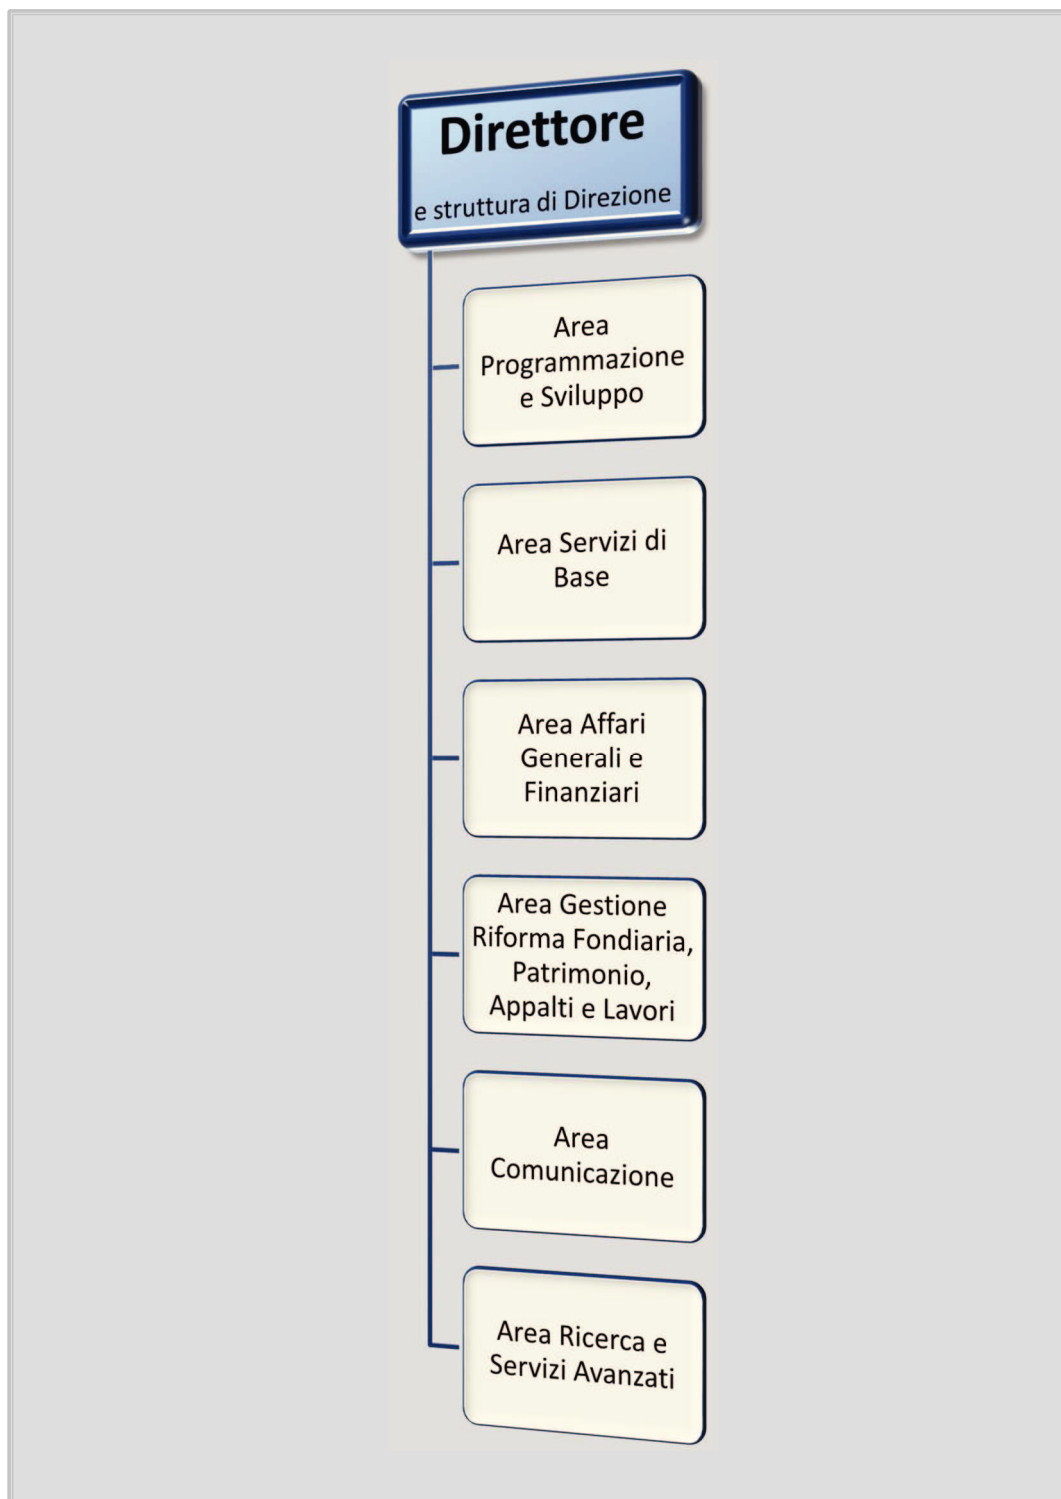 Direttore
e struttura di Direzione
Area
Programmazione
e Sviluppo
Area Servizi di
Base
Area Affari
Generali e
Finanziari
Area Gestione
Riforma Fondiaria,
Patrimonio,
Appalti e Lavori
Area
Comunicazione
Area Ricerca e
Servizi Avanzati